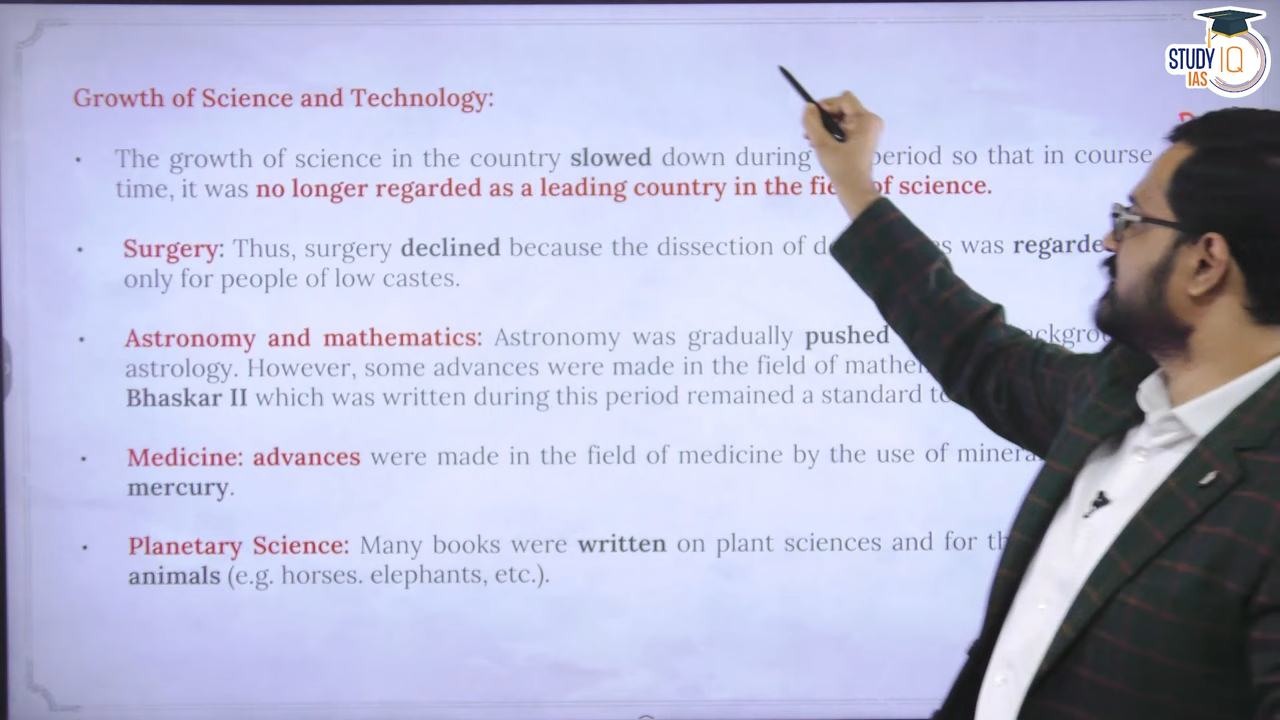 STUDY IQ
IAS
Growth of Science and Technology:
• The growth of science in the country slowed down during period so that in course
time, it was no longer regarded as a leading country in the of science.
• Surgery: Thus, surgery declined because the dissection of was
only for people of low castes.
• Astronomy and mathematics: Astronomy was gradually pushed
astrology. However, some advances were made in the field of
Bhaskar II which was written during this period remained a standard
• Medicine: advances were made in the field of medicine by the use of
mercury.
• Planetary Science: Many books were written on plant sciences and for
animals (e.g. horses. elephants, etc.).